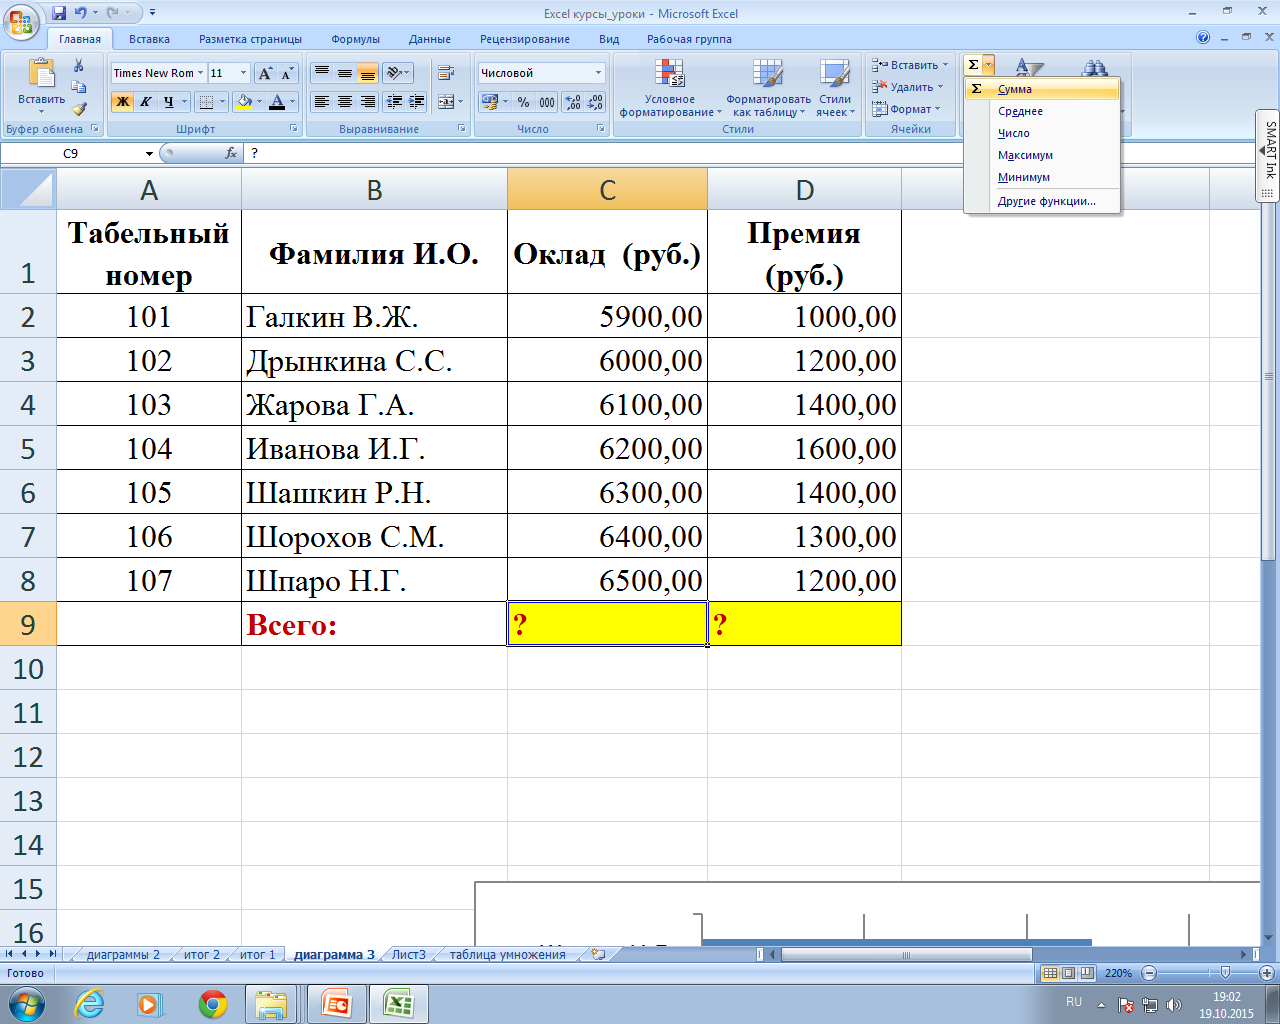 Excel курсы_уроки - Microsoft Excel
Главная Вставка Разметка страницы Формулы Данные Рецензирование Вид Рабочая группа
Вставить
Буфер обмена
Times New Rom 11
Ж К Ч
Шрифт
Выравнивание
Числовой
% 000
Число
Условное форматирование
Форматировать как таблицу
Стили ячеек
Стили
Вставить
Удалить
Формат
Ячейки
Σ
Σ Сумма
Среднее
Число
Максимум
Минимум
Другие функции...
SMART Ink
C9 fx ?
A B C D
1 Табельный номер Фамилия И.О. Оклад (руб.) Премия (руб.)
2 101 Галкин В.Ж. 5900,00 1000,00
3 102 Дрынкина С.С. 6000,00 1200,00
4 103 Жарова Г.А. 6100,00 1400,00
5 104 Иванова И.Г. 6200,00 1600,00
6 105 Шашкин Р.Н. 6300,00 1400,00
7 106 Шорохов С.М. 6400,00 1300,00
8 107 Шпаро Н.Г. 6500,00 1200,00
9 Всего: ? ?
10
11
12
13
14
15
16
диаграммы 2 итог 2 итог 1 диаграмма 3 Лист3 таблица умножения
Готово 220%
RU 19:02
19.10.2015